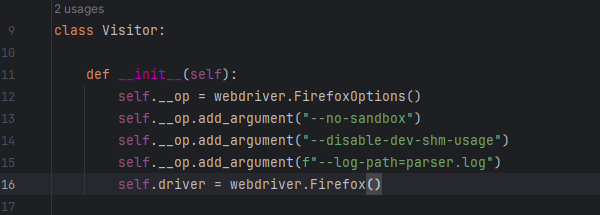 2 usages
9 class Visitor:
10
11 def __init__(self):
12 self.__op = webdriver.FirefoxOptions()
13 self.__op.add_argument("--no-sandbox")
14 self.__op.add_argument("--disable-dev-shm-usage")
15 self.__op.add_argument(f"--log-path=parser.log")
16 self.driver = webdriver.Firefox()
17